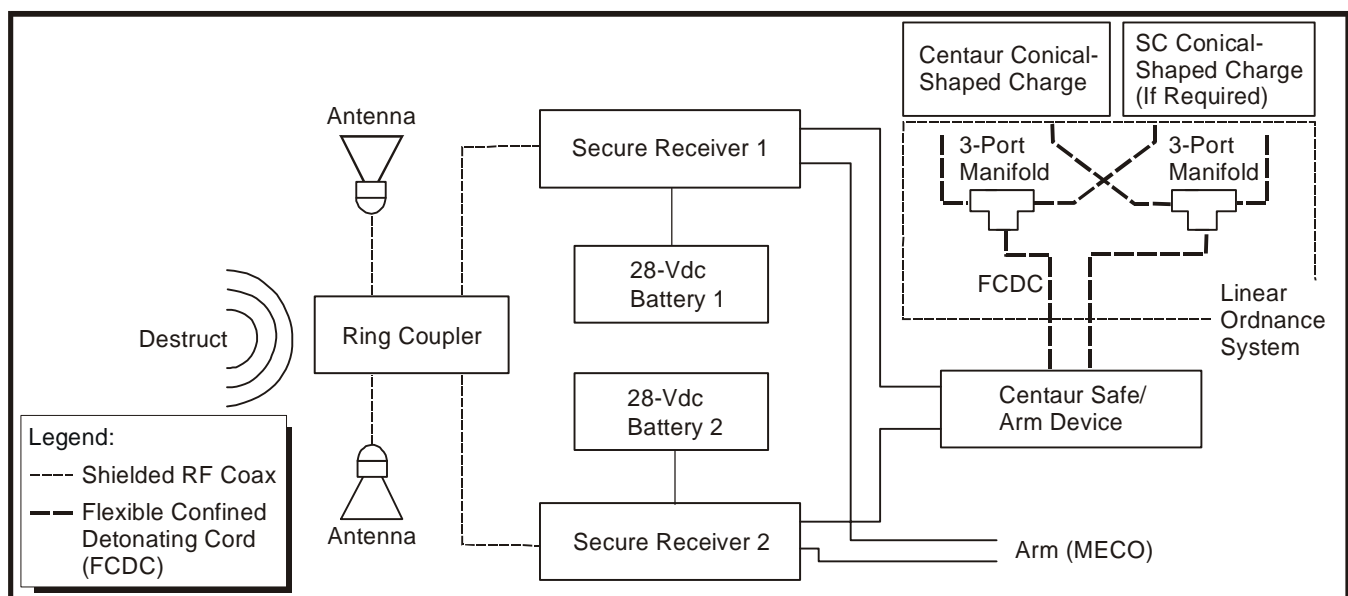 Centaur Conical-
Shaped Charge
SC Conical-
Shaped Charge
(If Required)
Antenna
Secure Receiver 1
3-Port
Manifold
3-Port
Manifold
28-Vdc
Battery 1
FCDC
Linear
Ordnance
System
Destruct
Ring Coupler
28-Vdc
Battery 2
Centaur Safe/
Arm Device
Legend:
Shielded RF Coax
Flexible Confined
Detonating Cord
(FCDC)
Antenna
Secure Receiver 2
Arm (MECO)